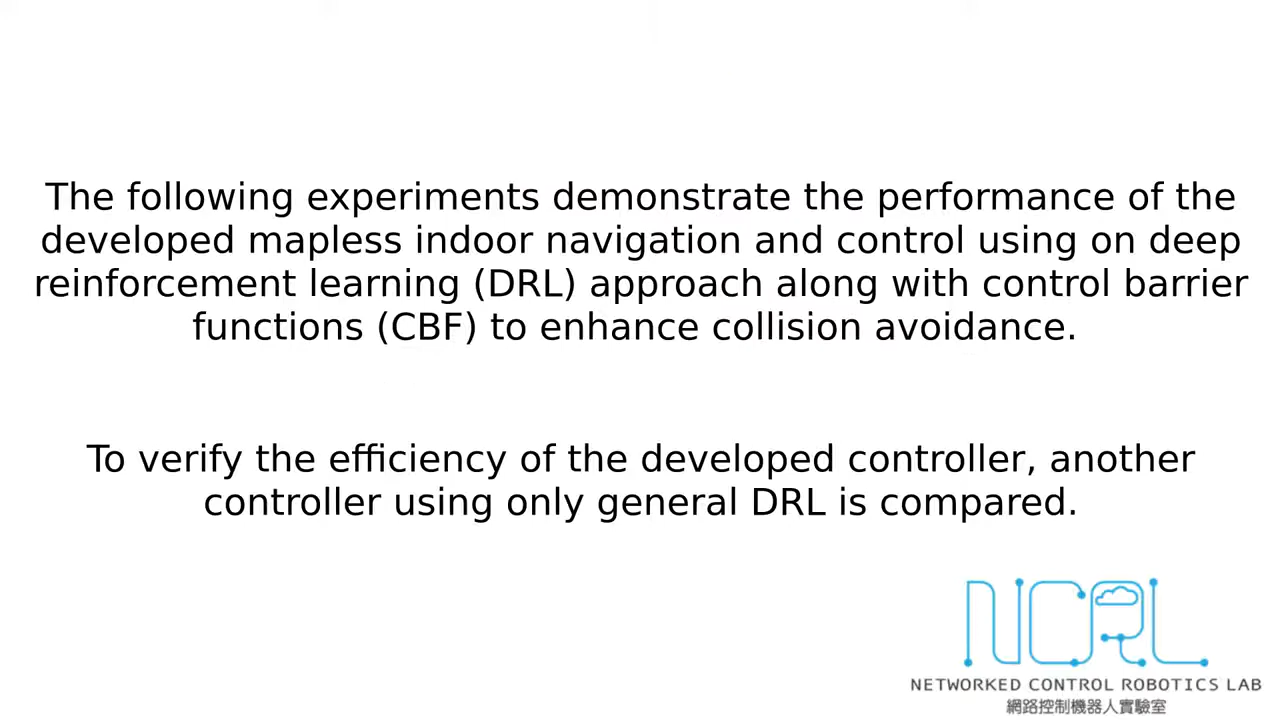 The following experiments demonstrate the performance of the
developed mapless indoor navigation and control using on deep
reinforcement learning (DRL) approach along with control barrier
functions (CBF) to enhance collision avoidance.
To verify the efficiency of the developed controller, another
controller using only general DRL is compared.
NCRL
NETWORKED CONTROL ROBOTICS LAB
網路控制機器人實驗室